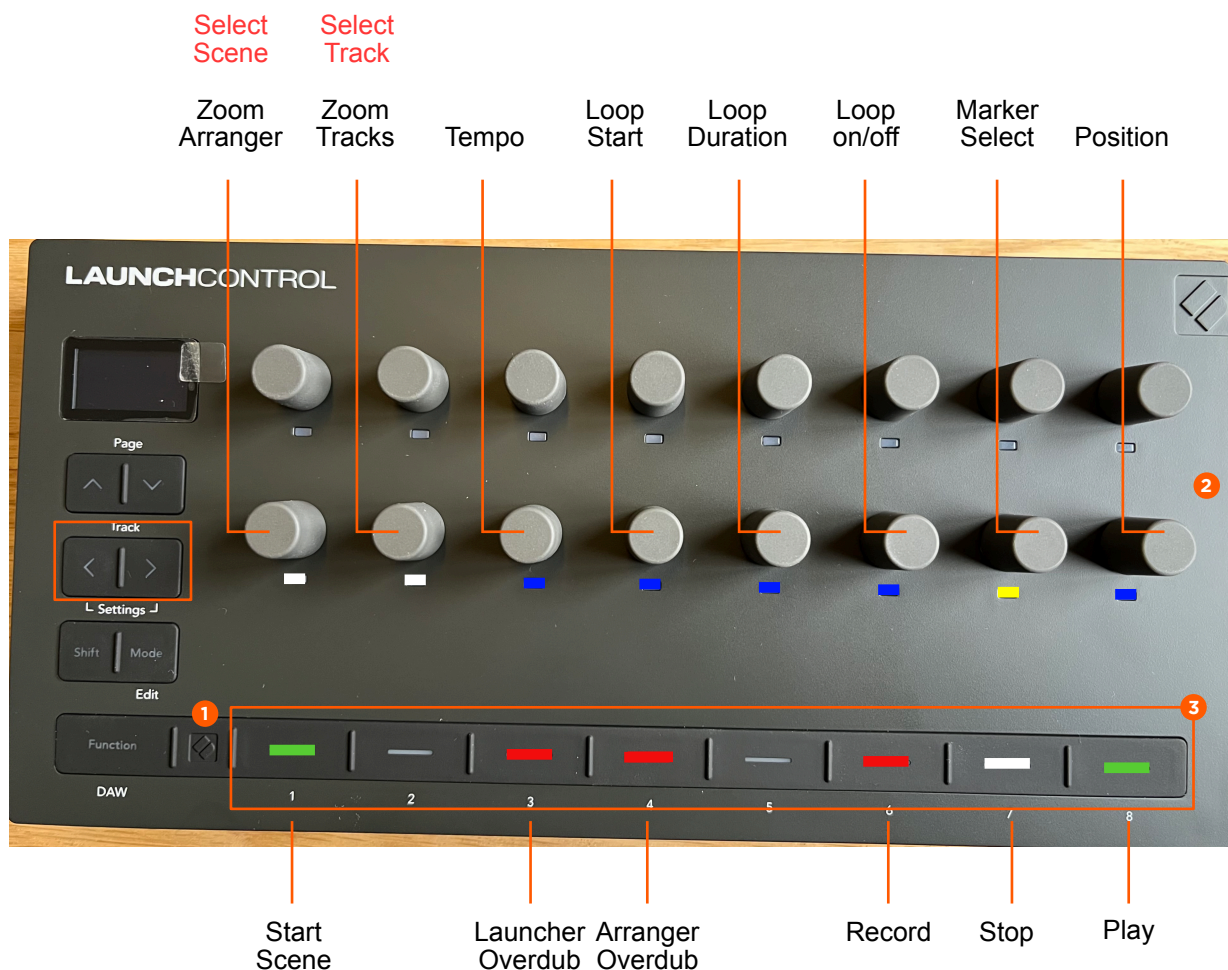 Select Scene
Select Track
Zoom Arranger
Zoom Tracks
Tempo
Loop Start
Loop Duration
Loop on/off
Marker Select
Position
LAUNCHCONTROL
Page
Track
2
└ Settings ┘
Shift
Mode
Edit
1
3
Function
DAW
1
2
3
4
5
6
7
8
Start Scene
Launcher Overdub
Arranger Overdub
Record
Stop
Play